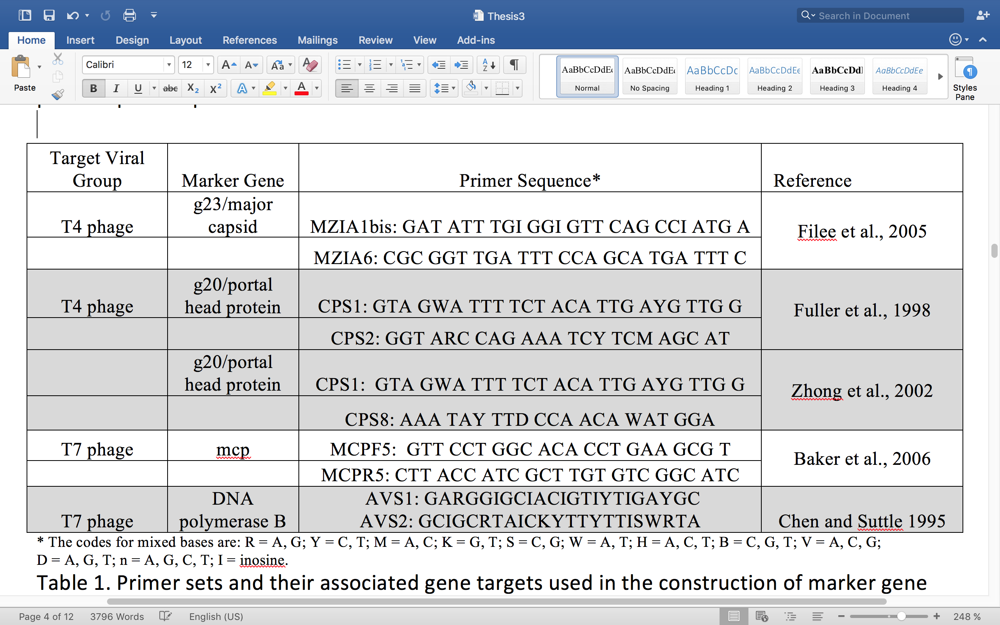 Thesis3
Search in Document
Home Insert Design Layout References Mailings Review View Add-ins
Paste
Calibri 12
AaBbCcDdEe AaBbCcDdEe AaBbCcDc AaBbCcDdEe AaBbCcDdI AaBbCcDdEe
Normal No Spacing Heading 1 Heading 2 Heading 3 Heading 4
Styles
Pane
Target Viral
Group Marker Gene Primer Sequence* Reference
g23/major
T4 phage capsid MZIA1bis: GAT ATT TGI GGI GTT CAG CCI ATG A Filee et al., 2005
MZIA6: CGC GGT TGA TTT CCA GCA TGA TTT C
g20/portal
T4 phage head protein CPS1: GTA GWA TTT TCT ACA TTG AYG TTG G Fuller et al., 1998
CPS2: GGT ARC CAG AAA TCY TCM AGC AT
g20/portal
head protein CPS1: GTA GWA TTT TCT ACA TTG AYG TTG G Zhong et al., 2002
CPS8: AAA TAY TTD CCA ACA WAT GGA
T7 phage mcp MCPF5: GTT CCT GGC ACA CCT GAA GCG T Baker et al., 2006
MCPR5: CTT ACC ATC GCT TGT GTC GGC ATC
DNA AVS1: GARGGIGCIACIGTIYTIGAYGC
T7 phage polymerase B AVS2: GCIGCRTAICKYTTYTTISWRTA Chen and Suttle 1995
* The codes for mixed bases are: R = A, G; Y = C, T; M = A, C; K = G, T; S = C, G; W = A, T; H = A, C, T; B = C, G, T; V = A, C, G;
D = A, G, T; n = A, G, C, T; I = inosine.
Table 1. Primer sets and their associated gene targets used in the construction of marker gene
Page 4 of 12 3796 Words English (US) 248 %